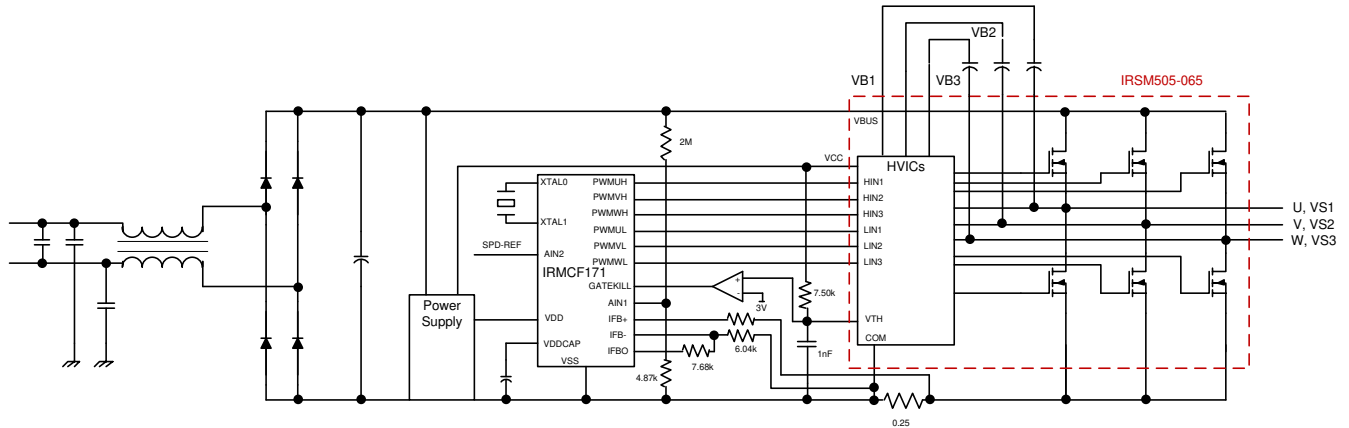 VB2
VB1
VB3
IRSM505-065
VBUS
2M
VCC
HVICs
XTAL0
PWMUH
HIN1
PWMVH
HIN2
PWMWH
HIN3
U, VS1
XTAL1
PWMUL
LIN1
V, VS2
SPD-REF
PWMVL
LIN2
W, VS3
AIN2
PWMWL
LIN3
IRMCF171
GATEKILL
+
-
7.50k
Power
Supply
AIN1
3V
VDD
IFB+
VTH
VDDCAP
IFB-
COM
6.04k
IFBO
1nF
VSS
7.68k
4.87k
0.25